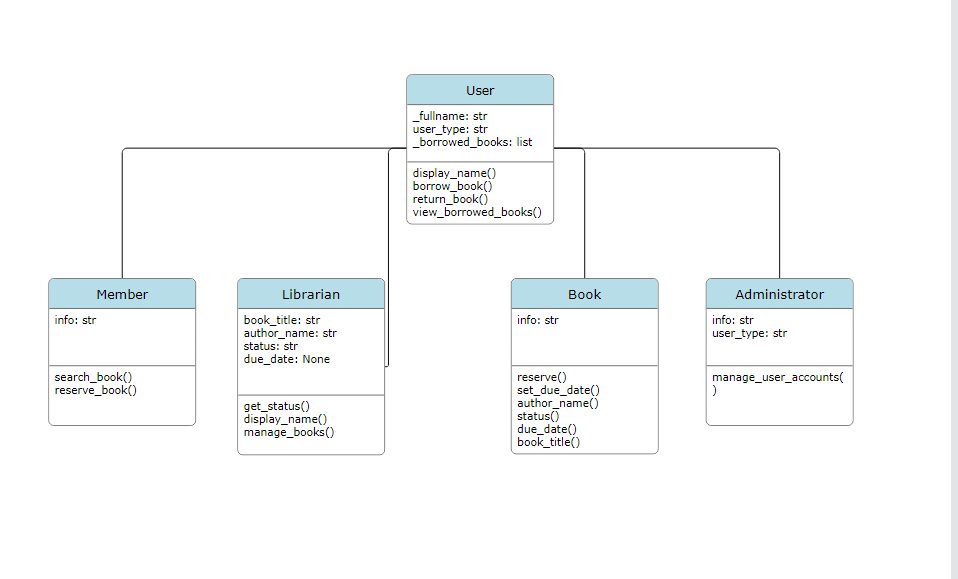 User
_fullname: str
user_type: str
_borrowed_books: list
display_name()
borrow_book()
return_book()
view_borrowed_books()
Member
info: str
search_book()
reserve_book()
Librarian
book_title: str
author_name: str
status: str
due_date: None
get_status()
display_name()
manage_books()
Book
info: str
reserve()
set_due_date()
author_name()
status()
due_date()
book_title()
Administrator
info: str
user_type: str
manage_user_accounts(
)